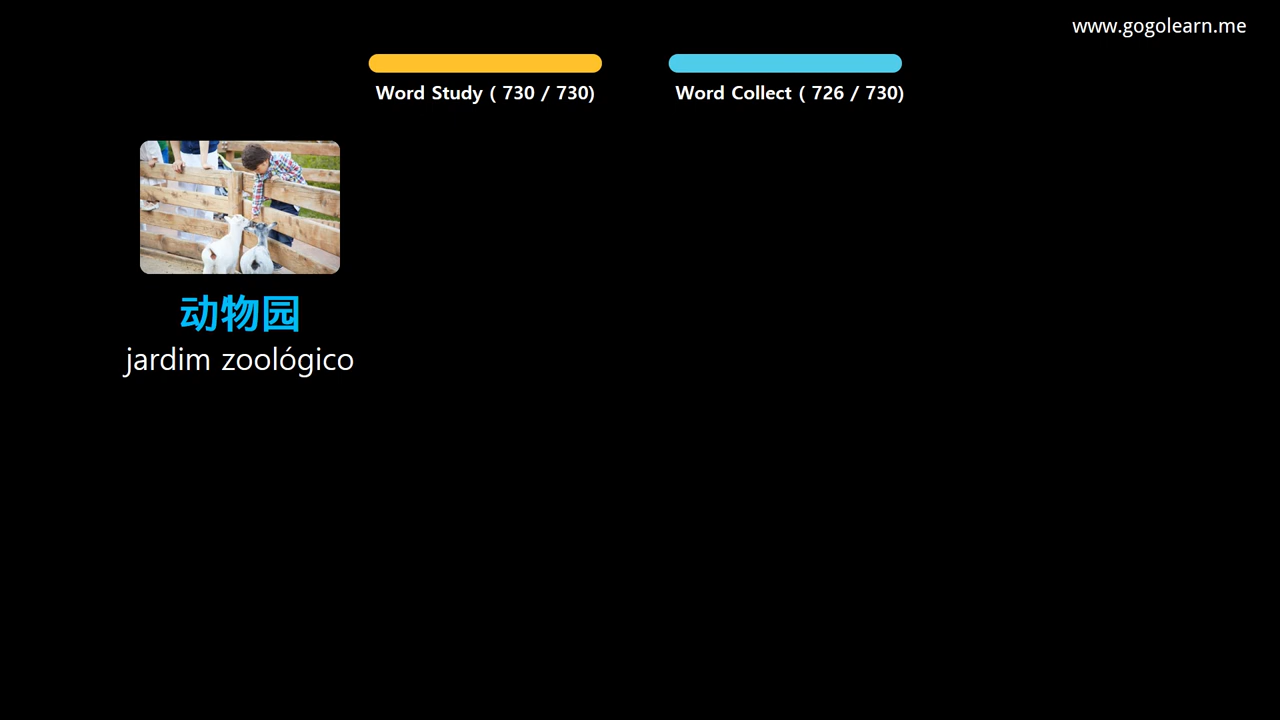 www.gogolearn.me
Word Study ( 730 / 730)
Word Collect ( 726 / 730)
动物园
jardim zoológico